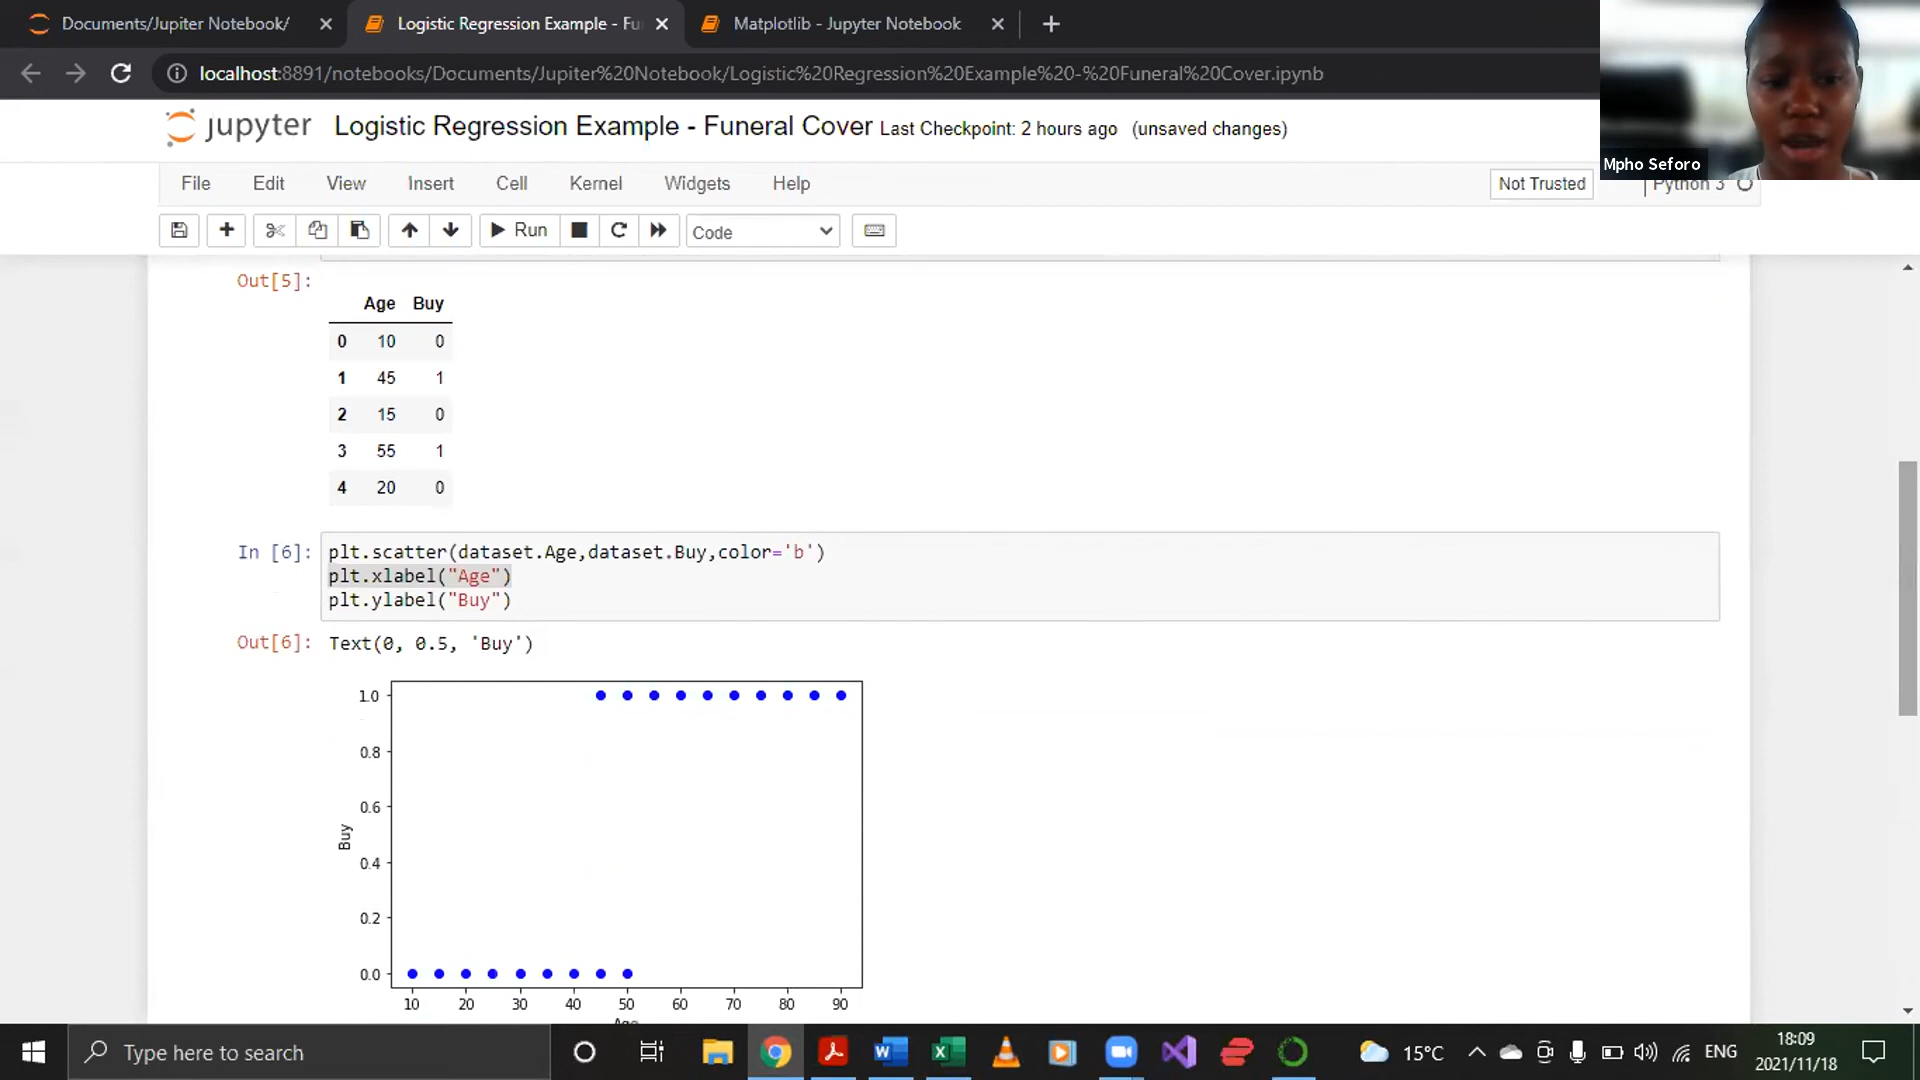 Documents/Jupiter Notebook/
Logistic Regression Example - Fu
Matplotlib - Jupyter Notebook
localhost:8891/notebooks/Documents/Jupiter%20Notebook/Logistic%20Regression%20Example%20-%20Funeral%20Cover.ipynb
jupyter Logistic Regression Example - Funeral Cover Last Checkpoint: 2 hours ago (unsaved changes)
Mpho Seforo
File Edit View Insert Cell Kernel Widgets Help Not Trusted Python 3
Run Code
Out[5]:
Age Buy
0 10 0
1 45 1
2 15 0
3 55 1
4 20 0
In [6]: plt.scatter(dataset.Age,dataset.Buy,color='b')
plt.xlabel("Age")
plt.ylabel("Buy")
Out[6]: Text(0, 0.5, 'Buy')
1.0
0.8
0.6
0.4
0.2
0.0
Buy
10 20 30 40 50 60 70 80 90
Age
Type here to search
15°C
ENG
18:09
2021/11/18